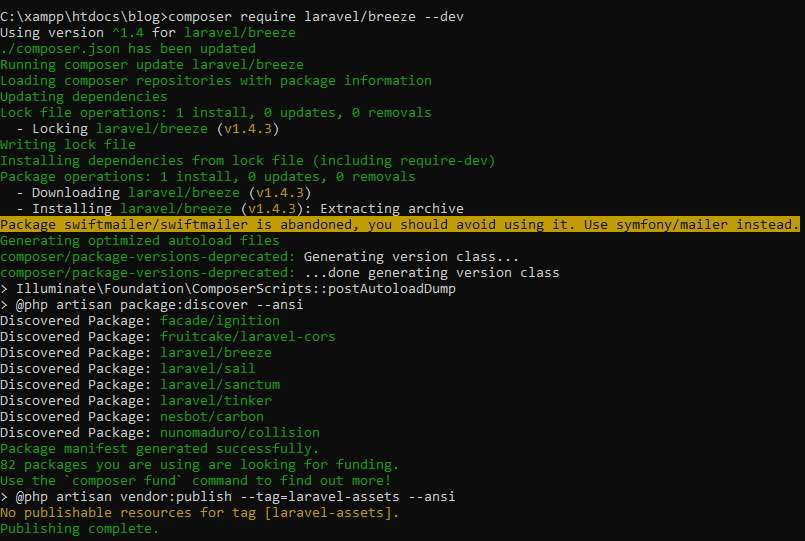 C:\xampp\htdocs\blog>composer require laravel/breeze --dev
Using version ^1.4 for laravel/breeze
./composer.json has been updated
Running composer update laravel/breeze
Loading composer repositories with package information
Updating dependencies
Lock file operations: 1 install, 0 updates, 0 removals
  - Locking laravel/breeze (v1.4.3)
Writing lock file
Installing dependencies from lock file (including require-dev)
Package operations: 1 install, 0 updates, 0 removals
  - Downloading laravel/breeze (v1.4.3)
  - Installing laravel/breeze (v1.4.3): Extracting archive
Package swiftmailer/swiftmailer is abandoned, you should avoid using it. Use symfony/mailer instead.
Generating optimized autoload files
composer/package-versions-deprecated: Generating version class...
composer/package-versions-deprecated: ...done generating version class
> Illuminate\Foundation\ComposerScripts::postAutoloadDump
> @php artisan package:discover --ansi
Discovered Package: facade/ignition
Discovered Package: fruitcake/laravel-cors
Discovered Package: laravel/breeze
Discovered Package: laravel/sail
Discovered Package: laravel/sanctum
Discovered Package: laravel/tinker
Discovered Package: nesbot/carbon
Discovered Package: nunomaduro/collision
Package manifest generated successfully.
82 packages you are using are looking for funding.
Use the `composer fund` command to find out more!
> @php artisan vendor:publish --tag=laravel-assets --ansi
No publishable resources for tag [laravel-assets].
Publishing complete.